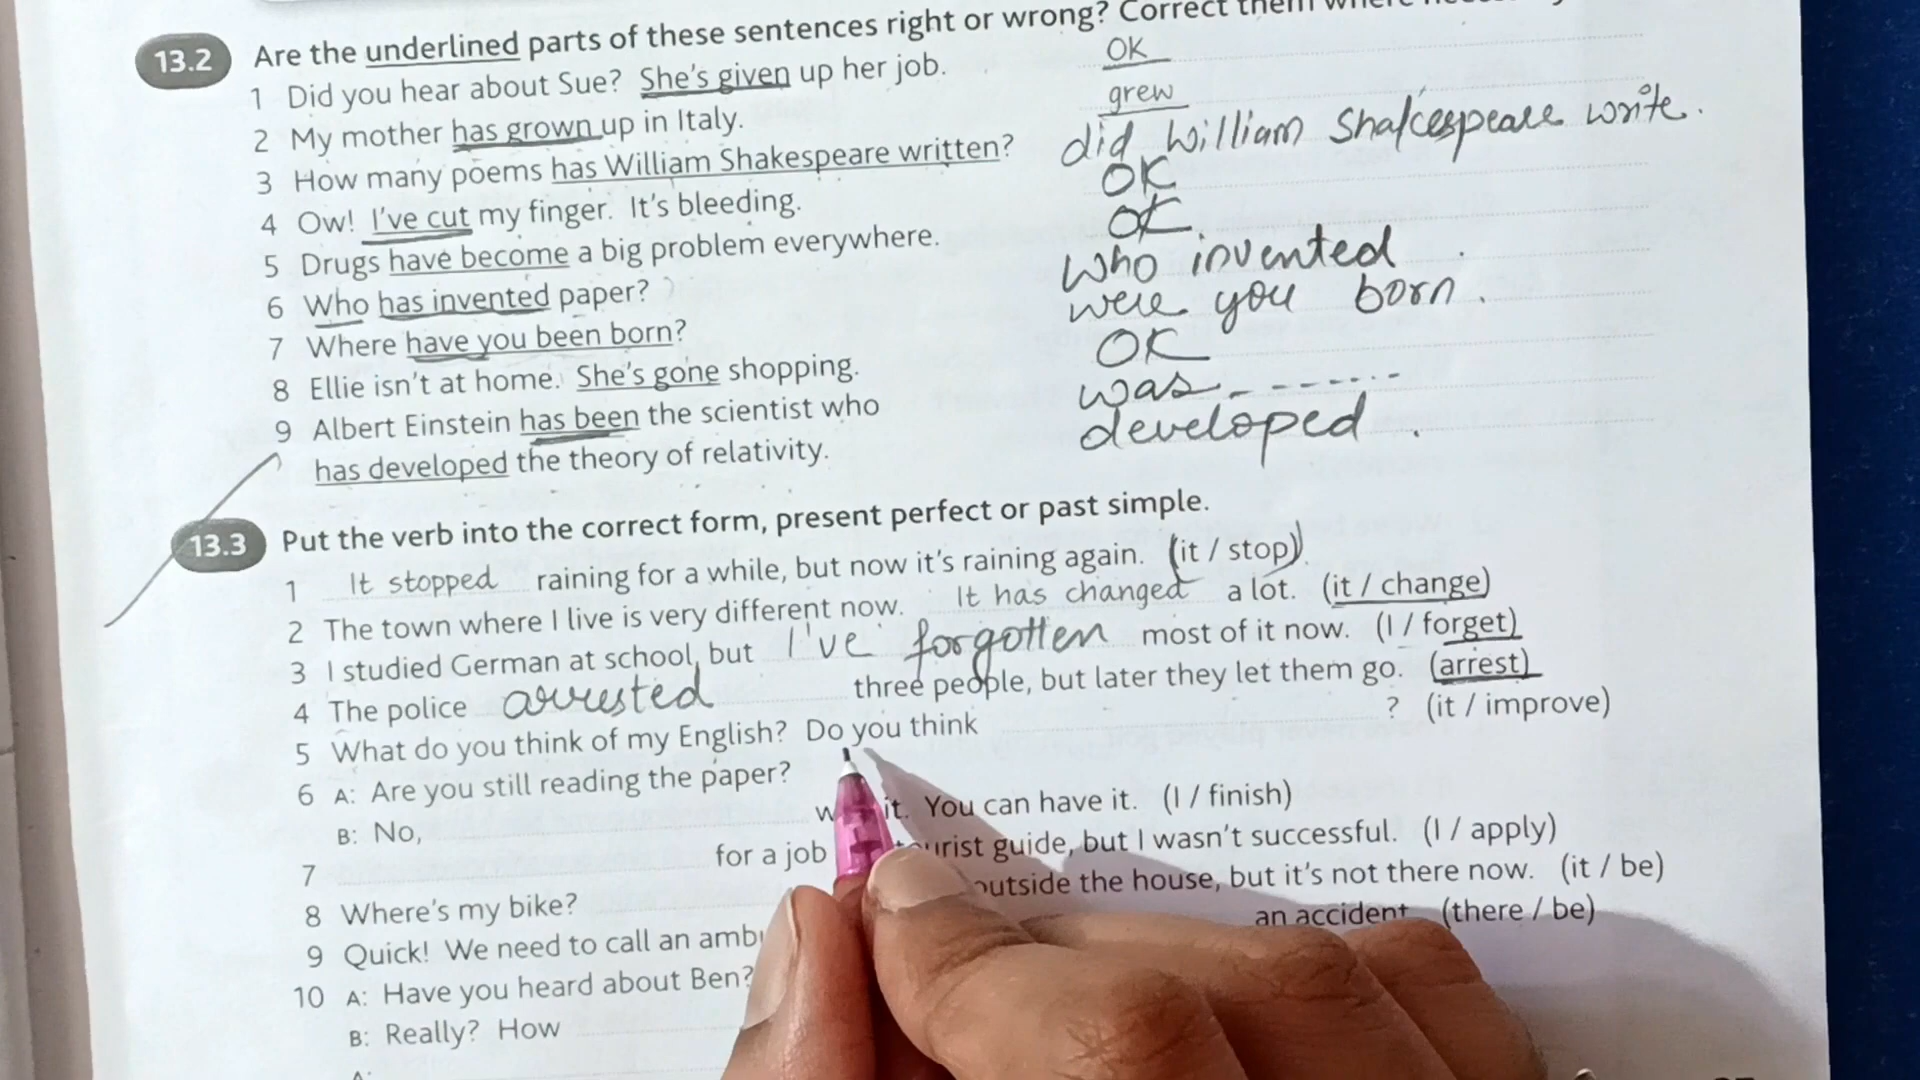 13.2 Are the underlined parts of these sentences right or wrong? Correct them where
1 Did you hear about Sue? She's given up her job. OK
2 My mother has grown up in Italy. grew
3 How many poems has William Shakespeare written? did William Shakespeare write.
4 Ow! I've cut my finger. It's bleeding. OK
5 Drugs have become a big problem everywhere. OK
6 Who has invented paper? Who invented
7 Where have you been born? were you born.
8 Ellie isn't at home. She's gone shopping. OK
9 Albert Einstein has been the scientist who was
has developed the theory of relativity. developed.
13.3 Put the verb into the correct form, present perfect or past simple.
1 It stopped raining for a while, but now it's raining again. (it / stop)
2 The town where I live is very different now. It has changed a lot. (it / change)
3 I studied German at school, but I've forgotten most of it now. (I / forget)
4 The police arrested three people, but later they let them go. (arrest)
5 What do you think of my English? Do you think ? (it / improve)
6 A: Are you still reading the paper?
B: No, it. You can have it. (I / finish)
7 for a job guide, but I wasn't successful. (I / apply)
8 Where's my bike? outside the house, but it's not there now. (it / be)
9 Quick! We need to call an an accident (there / be)
10 A: Have you heard about Ben?
B: Really? How
A: